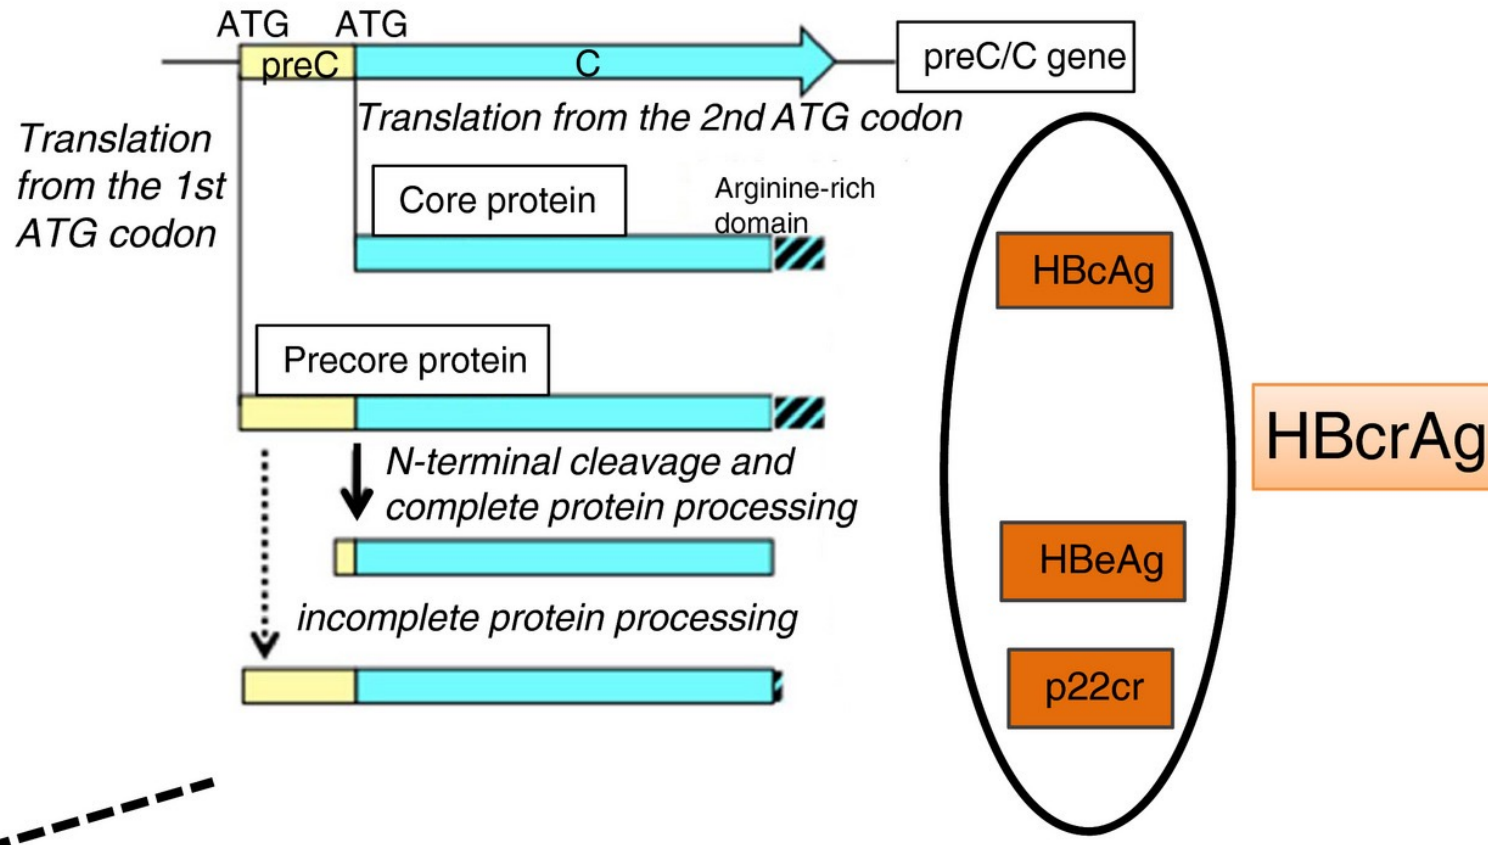 ATG ATG
preC C preC/C gene
Translation from the 2nd ATG codon
Translation
from the 1st
ATG codon
Core protein
Arginine-rich
domain
HBcAg
Precore protein
HBcrAg
N-terminal cleavage and
complete protein processing
HBeAg
incomplete protein processing
p22cr